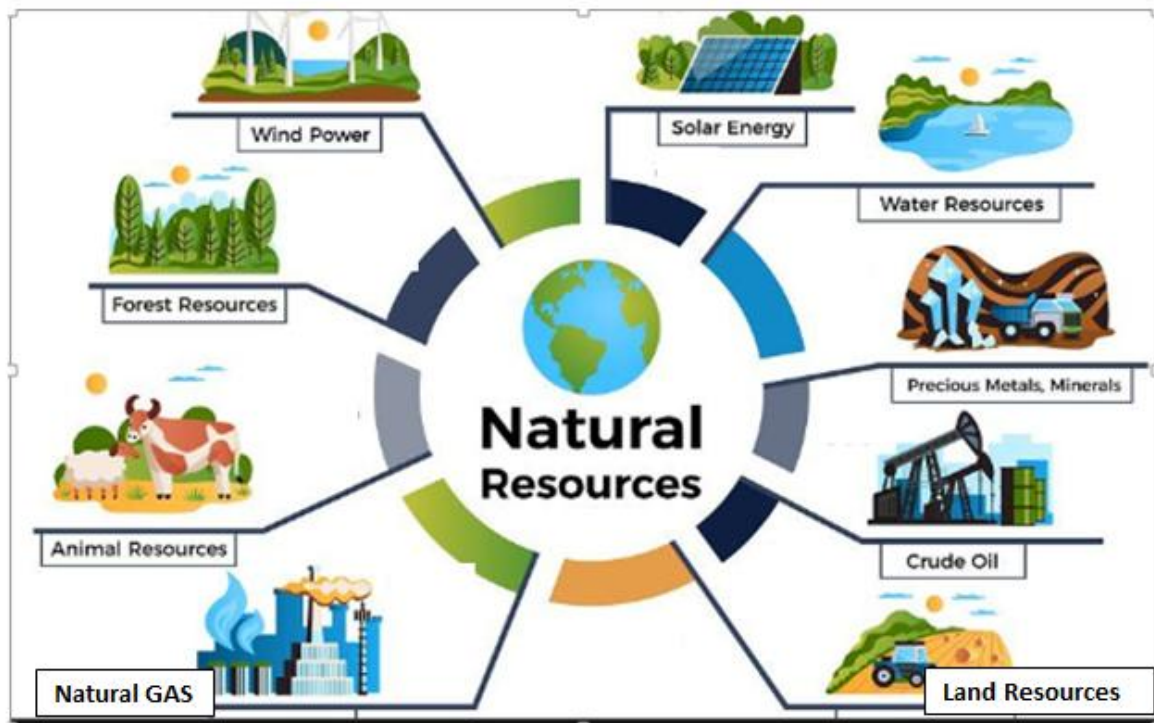 Wind Power
Solar Energy
Water Resources
Forest Resources
Precious Metals, Minerals
Natural
Resources
Animal Resources
Crude Oil
Natural GAS
Land Resources